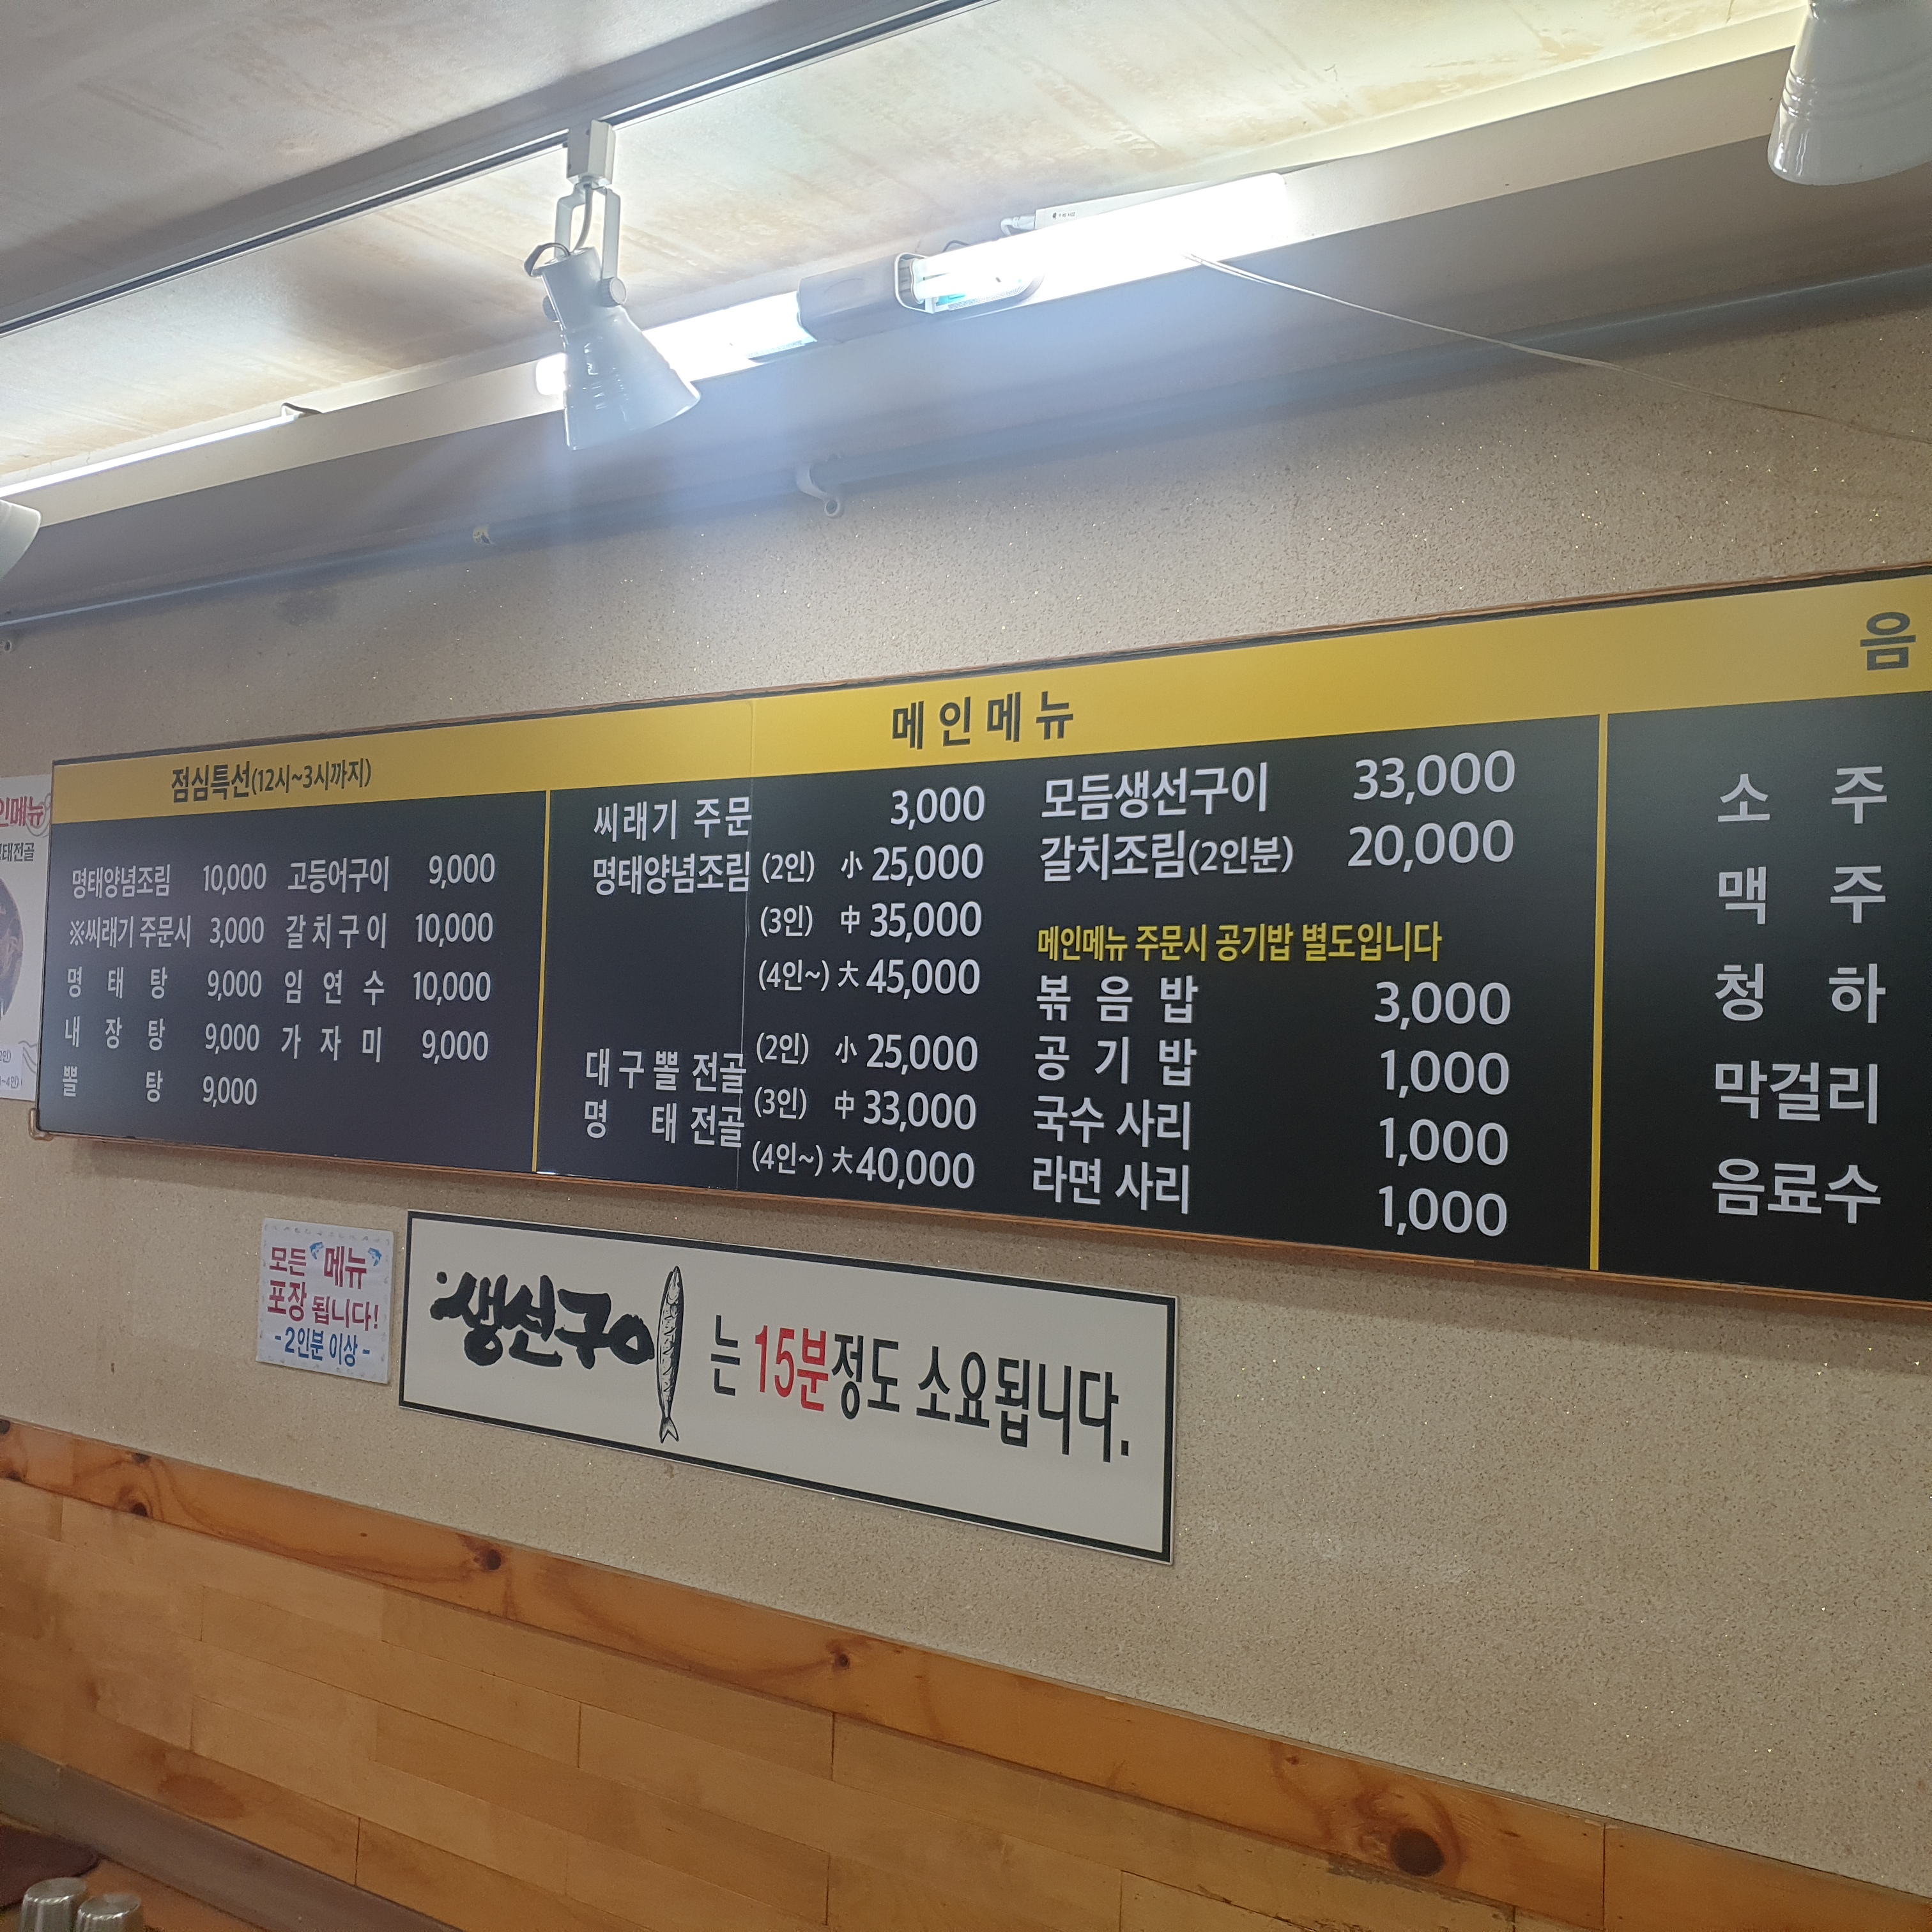 메인메뉴
음
점심특선(12시~3시까지)
명태양념조림 10,000 고등어구이 9,000
※씨래기 주문시 3,000 갈치구이 10,000
명 태 탕 9,000 임 연 수 10,000
내 장 탕 9,000 가 자 미 9,000
뽈 탕 9,000
씨래기 주문 3,000
명태양념조림 (2인) 小 25,000
(3인) 中 35,000
(4인~) 大 45,000
대구뽈 전골
명 태 전골
(2인) 小 25,000
(3인) 中 33,000
(4인~) 大 40,000
모듬생선구이 33,000
갈치조림(2인분) 20,000
메인메뉴 주문시 공기밥 별도입니다
볶 음 밥 3,000
공 기 밥 1,000
국수 사리 1,000
라면 사리 1,000
소 주
맥 주
청 하
막걸리
음료수
인메뉴
태전골
모든 "메뉴"
포장 됩니다!
-2인분 이상-
생선구이는 15분정도 소요됩니다.